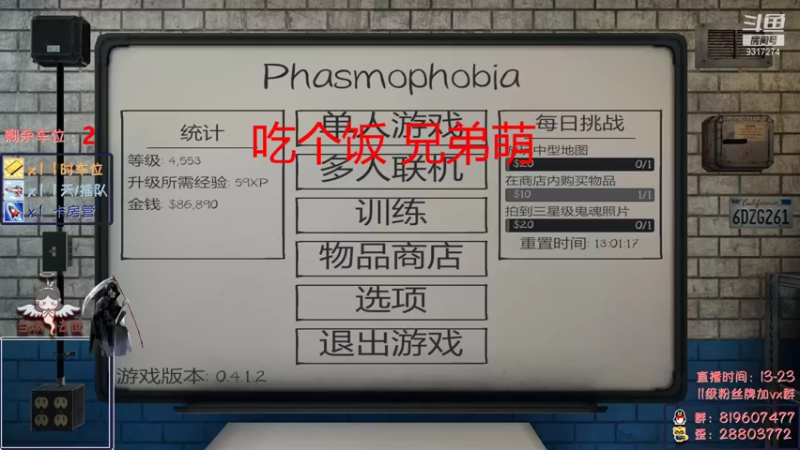 斗鱼
房间号
9317274
Phasmophobia
剩余车位：2
x1 1时车位
x1 1天/插队
x1 卡房管
统计
等级: 4,553
升级所需经验: 59XP
金钱: $86,890
吃个饭 兄弟萌
单人游戏
多人联机
训练
物品商店
选项
退出游戏
每日挑战
中型地图
$20 0/1
在商店内购买物品
$10 1/1
拍到三星级鬼魂照片
$20 0/1
重置时间: 13:01:17
California
6DZG261
游戏版本: 0.4.1.2
直播时间：13-23
11级粉丝牌加vx群
群：819607477
歪：28803772